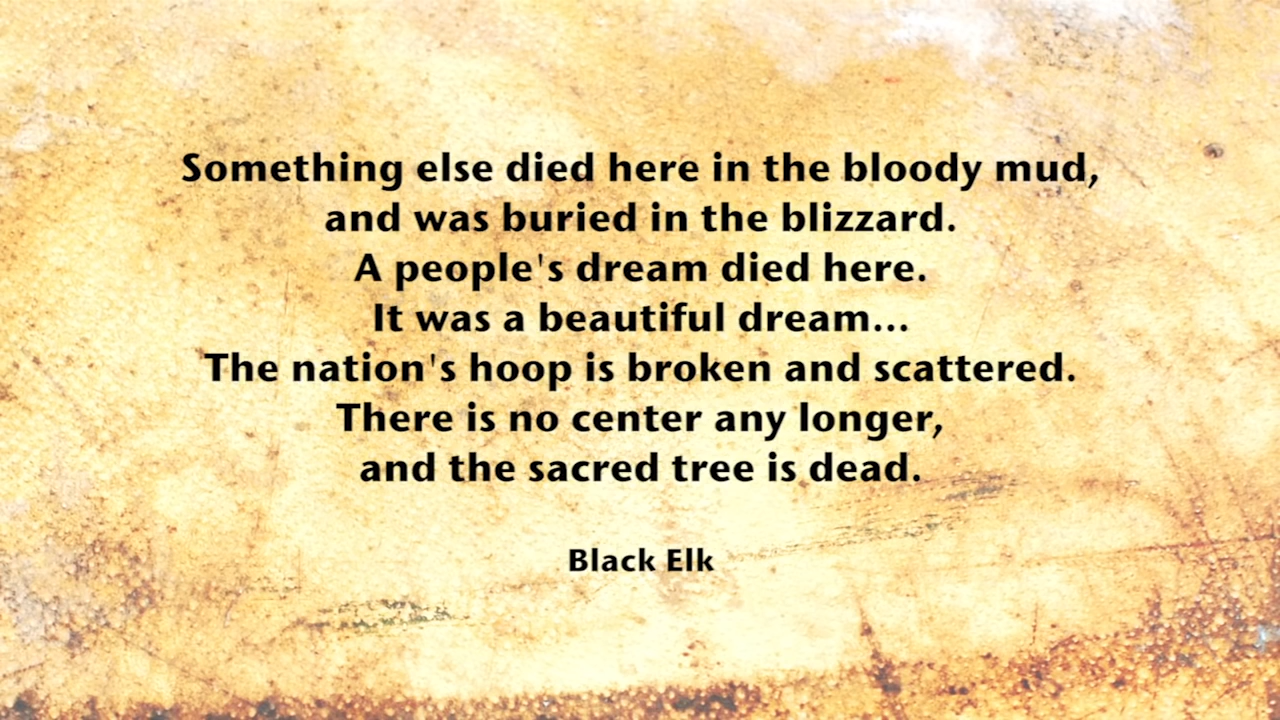 Something else died here in the bloody mud,
and was buried in the blizzard.
A people's dream died here.
It was a beautiful dream...
The nation's hoop is broken and scattered.
There is no center any longer,
and the sacred tree is dead.
Black Elk